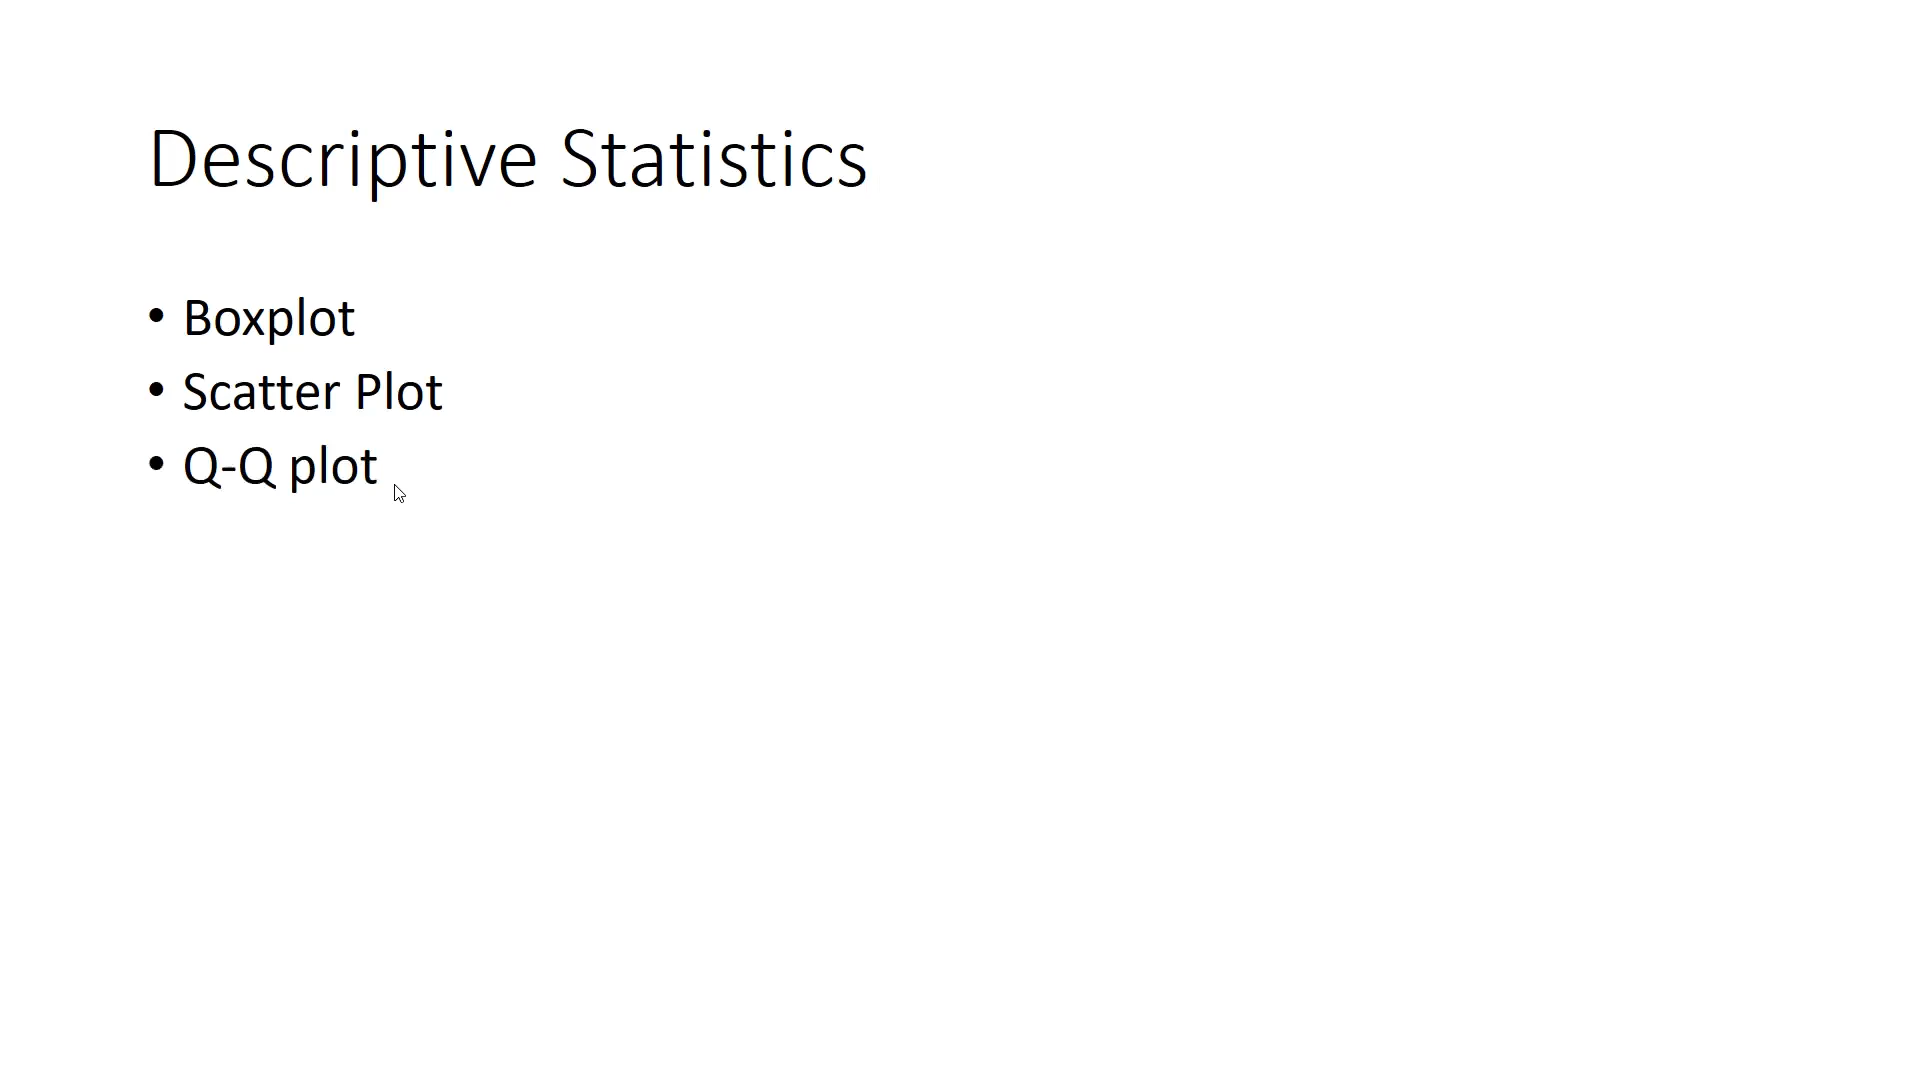 Descriptive Statistics
• Boxplot
• Scatter Plot
• Q-Q plot